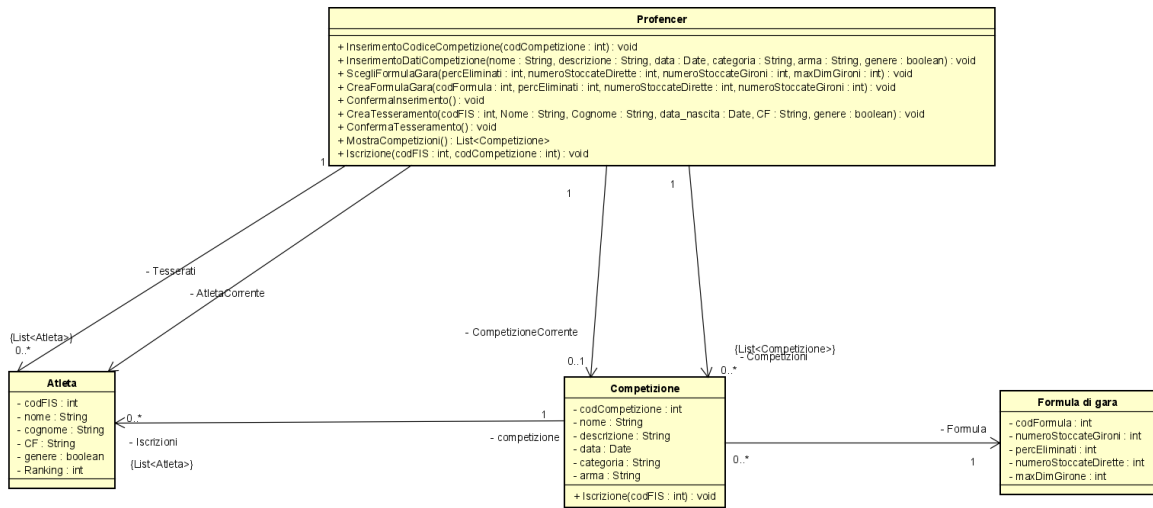 Profencer
+ InserimentoCodiceCompetizione(codCompetizione : int) : void
+ InserimentoDatiCompetizione(nome : String, descrizione : String, data : Date, categoria : String, arma : String, genere : boolean) : void
+ ScegliFormulaGara(percEliminati : int, numeroStoccateDirette : int, numeroStoccateGironi : int, maxDimGironi : int) : void
+ CreaFormulaGara(codFormula : int, percEliminati : int, numeroStoccateDirette : int, numeroStoccateGironi : int) : void
+ ConfermaInserimento() : void
+ CreaTesseramento(codFIS : int, Nome : String, Cognome : String, data_nascita : Date, CF : String, genere : boolean) : void
+ ConfermaTesseramento() : void
+ MostraCompetizioni() : List<Competizione>
+ Iscrizione(codFIS : int, codCompetizione : int) : void
1
1
1
- Tesserati
- AtletaCorrente
{List<Atleta>}
0..*
- CompetizioneCorrente
0..1
{List<Competizione>}
- Competizioni
0..*
Atleta
- codFIS : int
- nome : String
- cognome : String
- CF : String
- genere : boolean
- Ranking : int
0..*
- Iscrizioni
{List<Atleta>}
1
- competizione
Competizione
- codCompetizione : int
- nome : String
- descrizione : String
- data : Date
- categoria : String
- arma : String
+ Iscrizione(codFIS : int) : void
- Formula
0..*
1
Formula di gara
- codFormula : int
- numeroStoccateGironi : int
- percEliminati : int
- numeroStoccateDirette : int
- maxDimGirone : int